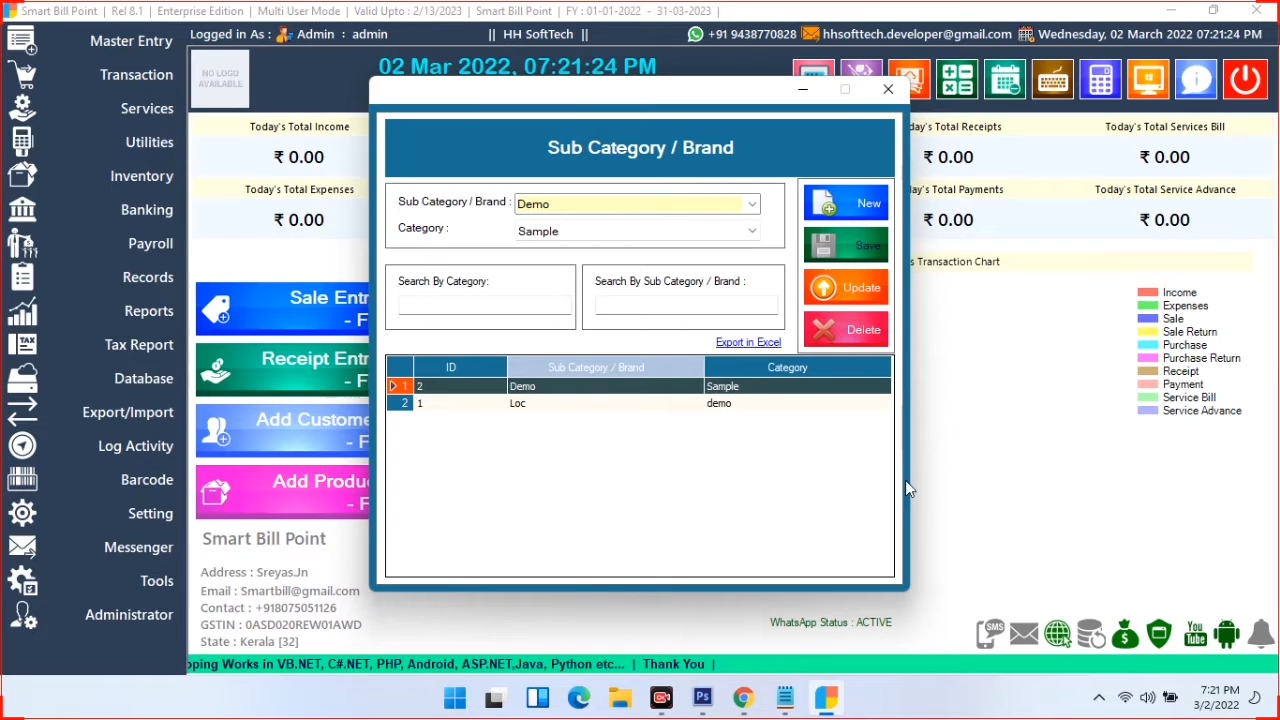 Smart Bill Point | Rel 8.1 | Enterprise Edition | Multi User Mode | Valid Upto : 2/13/2023 | Smart Bill Point | FY : 01-01-2022 - 31-03-2023 |
Logged in As : Admin : admin || HH SoftTech || +91 9438770828 hhsofttech.developer@gmail.com Wednesday, 02 March 2022 07:21:24 PM
Master Entry
Transaction
Services
Utilities
Inventory
Banking
Payroll
Records
Reports
Tax Report
Database
Export/Import
Log Activity
Barcode
Setting
Messenger
Tools
Administrator
NO LOGO
AVAILABLE
02 Mar 2022, 07:21:24 PM
Today's Total Income
₹ 0.00
Today's Total Expenses
₹ 0.00
ay's Total Receipts
₹ 0.00
Today's Total Services Bill
₹ 0.00
ay's Total Payments
₹ 0.00
Today's Total Service Advance
₹ 0.00
s Transaction Chart
Income
Expenses
Sale
Sale Return
Purchase
Purchase Return
Receipt
Payment
Service Bill
Service Advance
Sale Entr
- F
Receipt Entr
- F
Add Custome
- F
Add Produ
- F
Sub Category / Brand
Sub Category / Brand : Demo
Category : Sample
New
Save
Update
Delete
Search By Category:
Search By Sub Category / Brand :
Export in Excel
ID Sub Category / Brand Category
1 2 Demo Sample
2 1 Loc demo
Smart Bill Point
Address : Sreyas.Jn
Email : Smartbill@gmail.com
Contact : +918075051126
GSTIN : 0ASD020REW01AWD
State : Kerala [32]
WhatsApp Status : ACTIVE
SMS
You
Tube
pping Works in VB.NET, C#.NET, PHP, Android, ASP.NET,Java, Python etc... | Thank You |
Ps
7:21 PM
3/2/2022